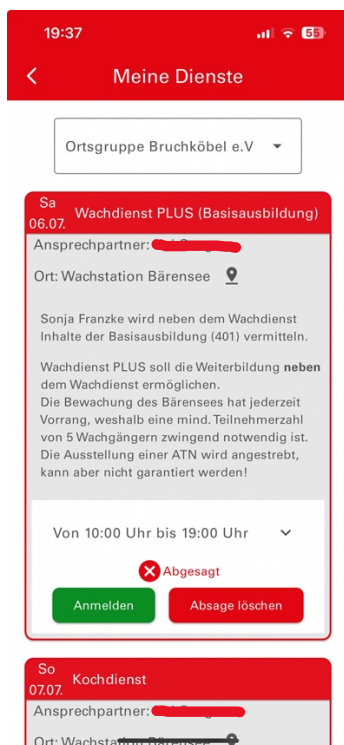 19:37
55
Meine Dienste
Ortsgruppe Bruchköbel e.V
Sa
06.07.
Wachdienst PLUS (Basisausbildung)
Ansprechpartner:
Ort: Wachstation Bärensee
Sonja Franzke wird neben dem Wachdienst
Inhalte der Basisausbildung (401) vermitteln.
Wachdienst PLUS soll die Weiterbildung neben
dem Wachdienst ermöglichen.
Die Bewachung des Bärensees hat jederzeit
Vorrang, weshalb eine mind. Teilnehmerzahl
von 5 Wachgängern zwingend notwendig ist.
Die Ausstellung einer ATN wird angestrebt,
kann aber nicht garantiert werden!
Von 10:00 Uhr bis 19:00 Uhr
Abgesagt
Anmelden
Absage löschen
So
07.07.
Kochdienst
Ansprechpartner:
Ort: Wachstation Bärensee